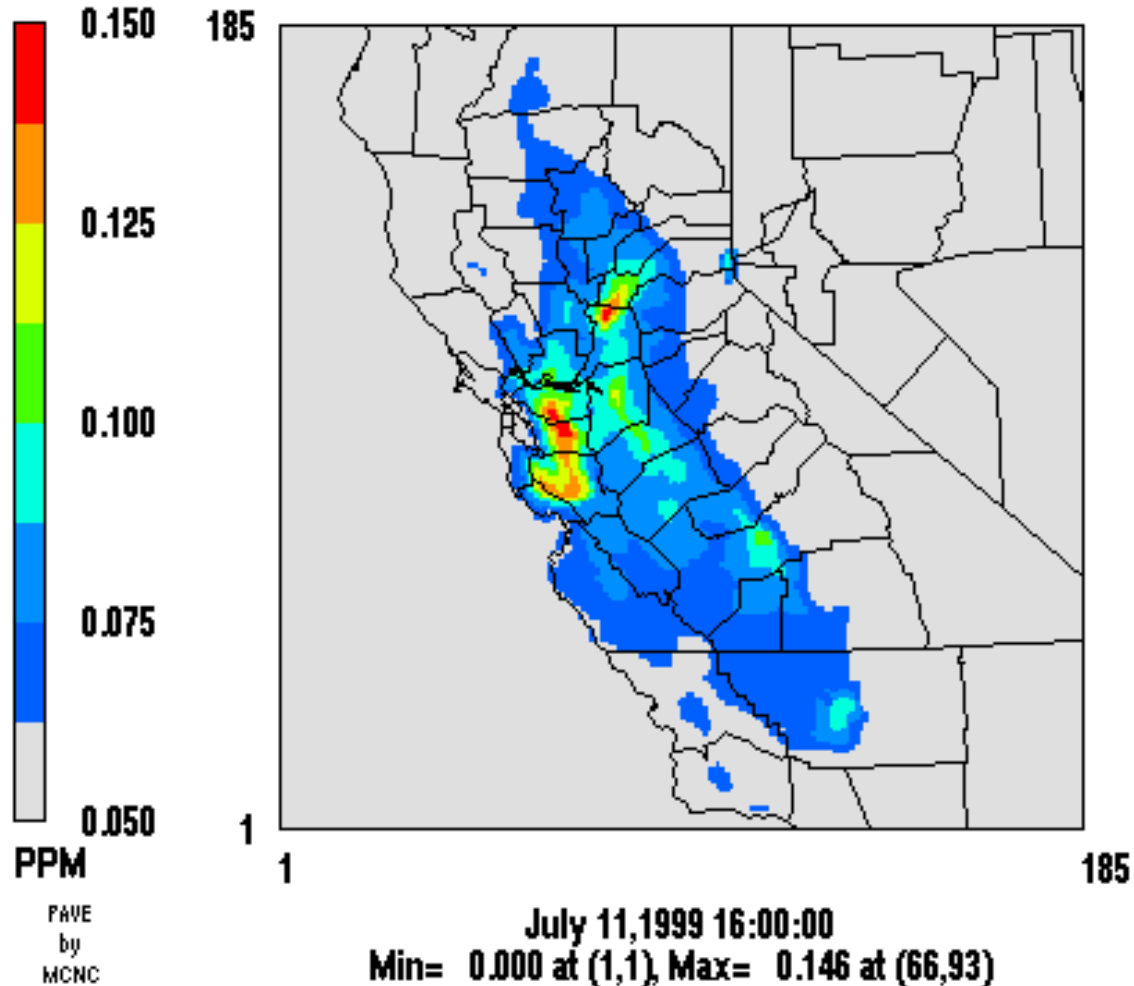 0.150
0.125
0.100
0.075
0.050
PPM
PAVE
by
MCNC
185
1
1
185
July 11,1999 16:00:00
Min= 0.000 at (1,1), Max= 0.146 at (66,93)